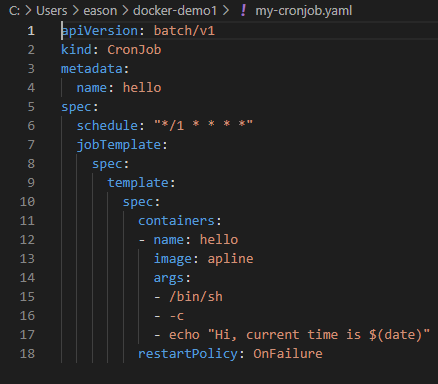 C: > Users > eason > docker-demo1 > ! my-cronjob.yaml
1 apiVersion: batch/v1
2 kind: CronJob
3 metadata:
4   name: hello
5 spec:
6   schedule: "*/1 * * * *"
7   jobTemplate:
8     spec:
9       template:
10         spec:
11           containers:
12           - name: hello
13             image: apline
14             args:
15             - /bin/sh
16             - -c
17             - echo "Hi, current time is $(date)"
18           restartPolicy: OnFailure